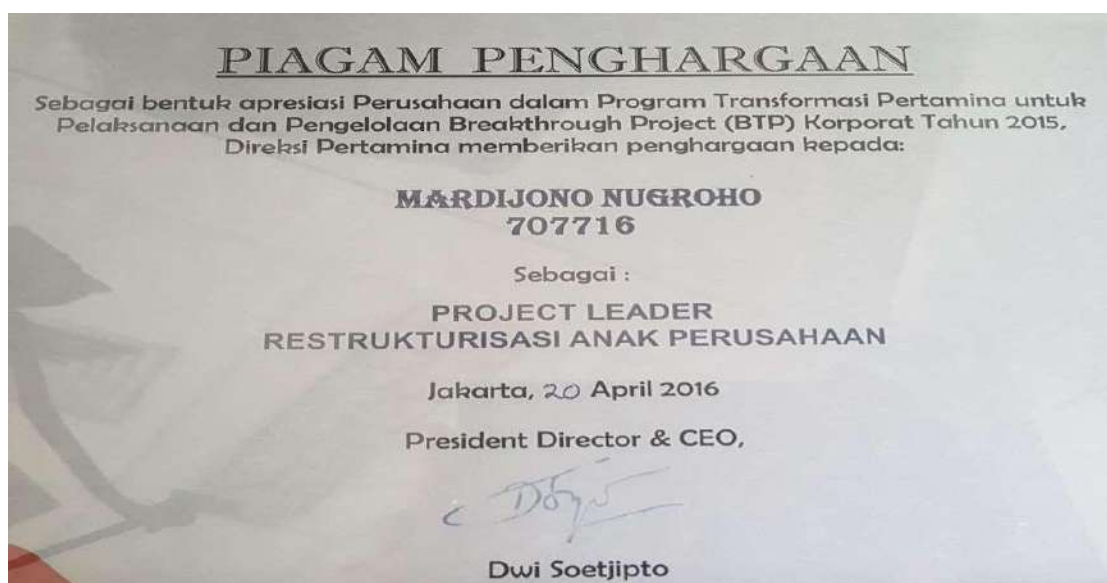 PIAGAM PENGHARGAAN
Sebagai bentuk apresiasi Perusahaan dalam Program Transformasi Pertamina untuk
Pelaksanaan dan Pengelolaan Breakthrough Project (BTP) Korporat Tahun 2015,
Direksi Pertamina memberikan penghargaan kepada:
MARDIJONO NUGROHO
707716
Sebagai :
PROJECT LEADER
RESTRUKTURISASI ANAK PERUSAHAAN
Jakarta, 20 April 2016
President Director & CEO,
Dwi Soetjipto